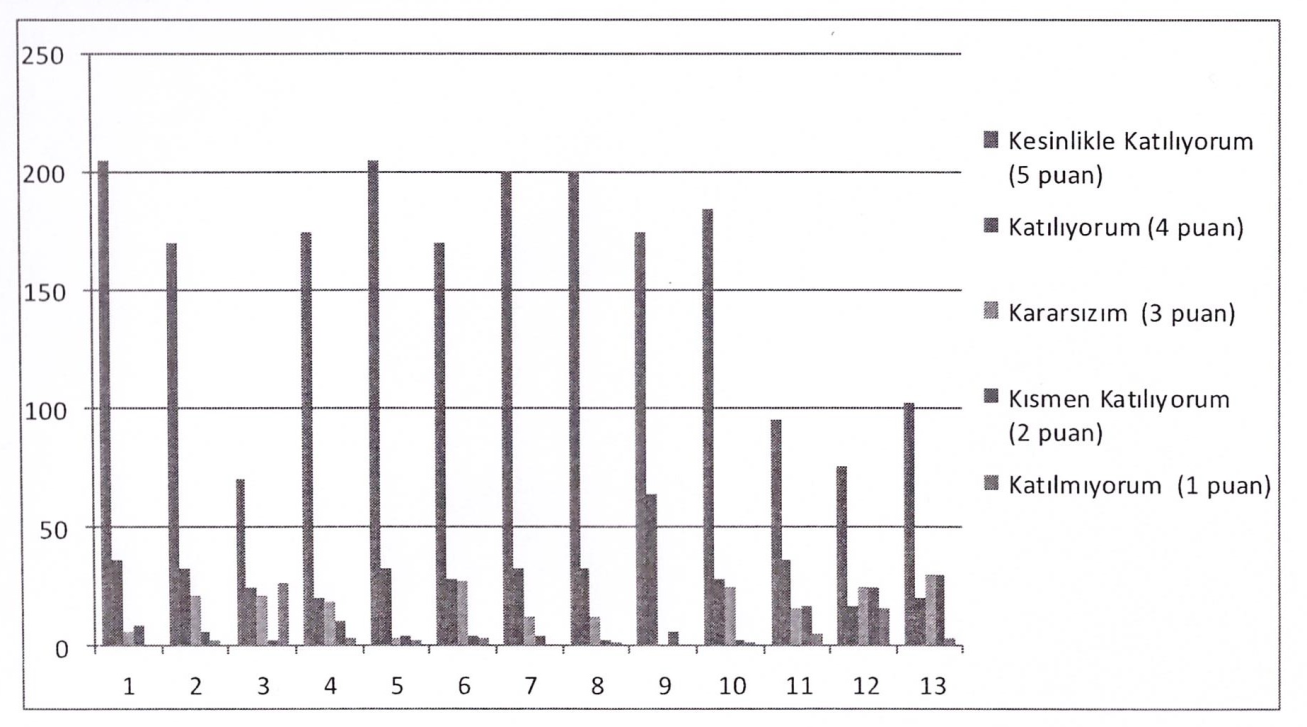 250
200
150
100
50
0
1 2 3 4 5 6 7 8 9 10 11 12 13
Kesinlikle Katılıyorum
(5 puan)
Katılıyorum (4 puan)
Kararsızım (3 puan)
Kısmen Katılıyorum
(2 puan)
Katılmıyorum (1 puan)